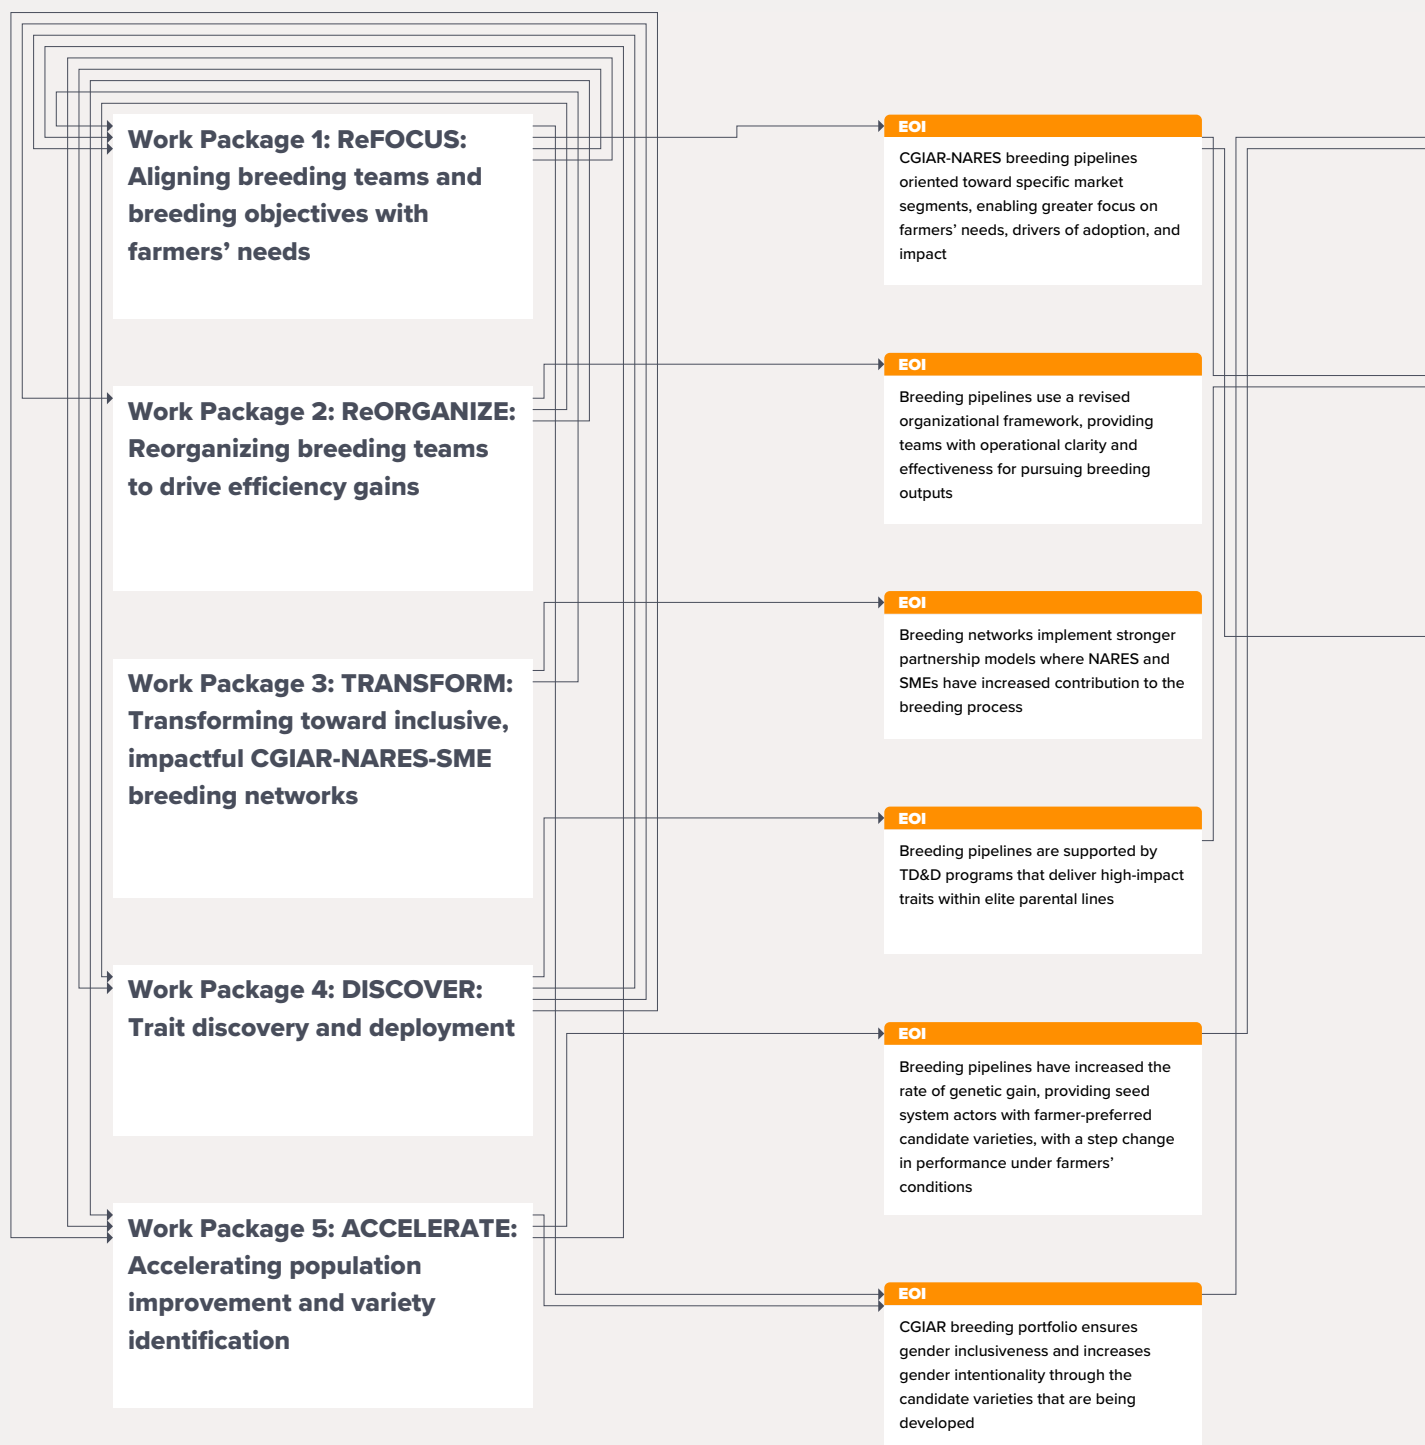 Work Package 1: ReFOCUS:
Aligning breeding teams and
breeding objectives with
farmers’ needs
Work Package 2: ReORGANIZE:
Reorganizing breeding teams
to drive efficiency gains
Work Package 3: TRANSFORM:
Transforming toward inclusive,
impactful CGIAR-NARES-SME
breeding networks
Work Package 4: DISCOVER:
Trait discovery and deployment
Work Package 5: ACCELERATE:
Accelerating population
improvement and variety
identification
EOI
CGIAR-NARES breeding pipelines
oriented toward specific market
segments, enabling greater focus on
farmers’ needs, drivers of adoption, and
impact
EOI
Breeding pipelines use a revised
organizational framework, providing
teams with operational clarity and
effectiveness for pursuing breeding
outputs
EOI
Breeding networks implement stronger
partnership models where NARES and
SMEs have increased contribution to the
breeding process
EOI
Breeding pipelines are supported by
TD&D programs that deliver high-impact
traits within elite parental lines
EOI
Breeding pipelines have increased the
rate of genetic gain, providing seed
system actors with farmer-preferred
candidate varieties, with a step change
in performance under farmers’
conditions
EOI
CGIAR breeding portfolio ensures
gender inclusiveness and increases
gender intentionality through the
candidate varieties that are being
developed